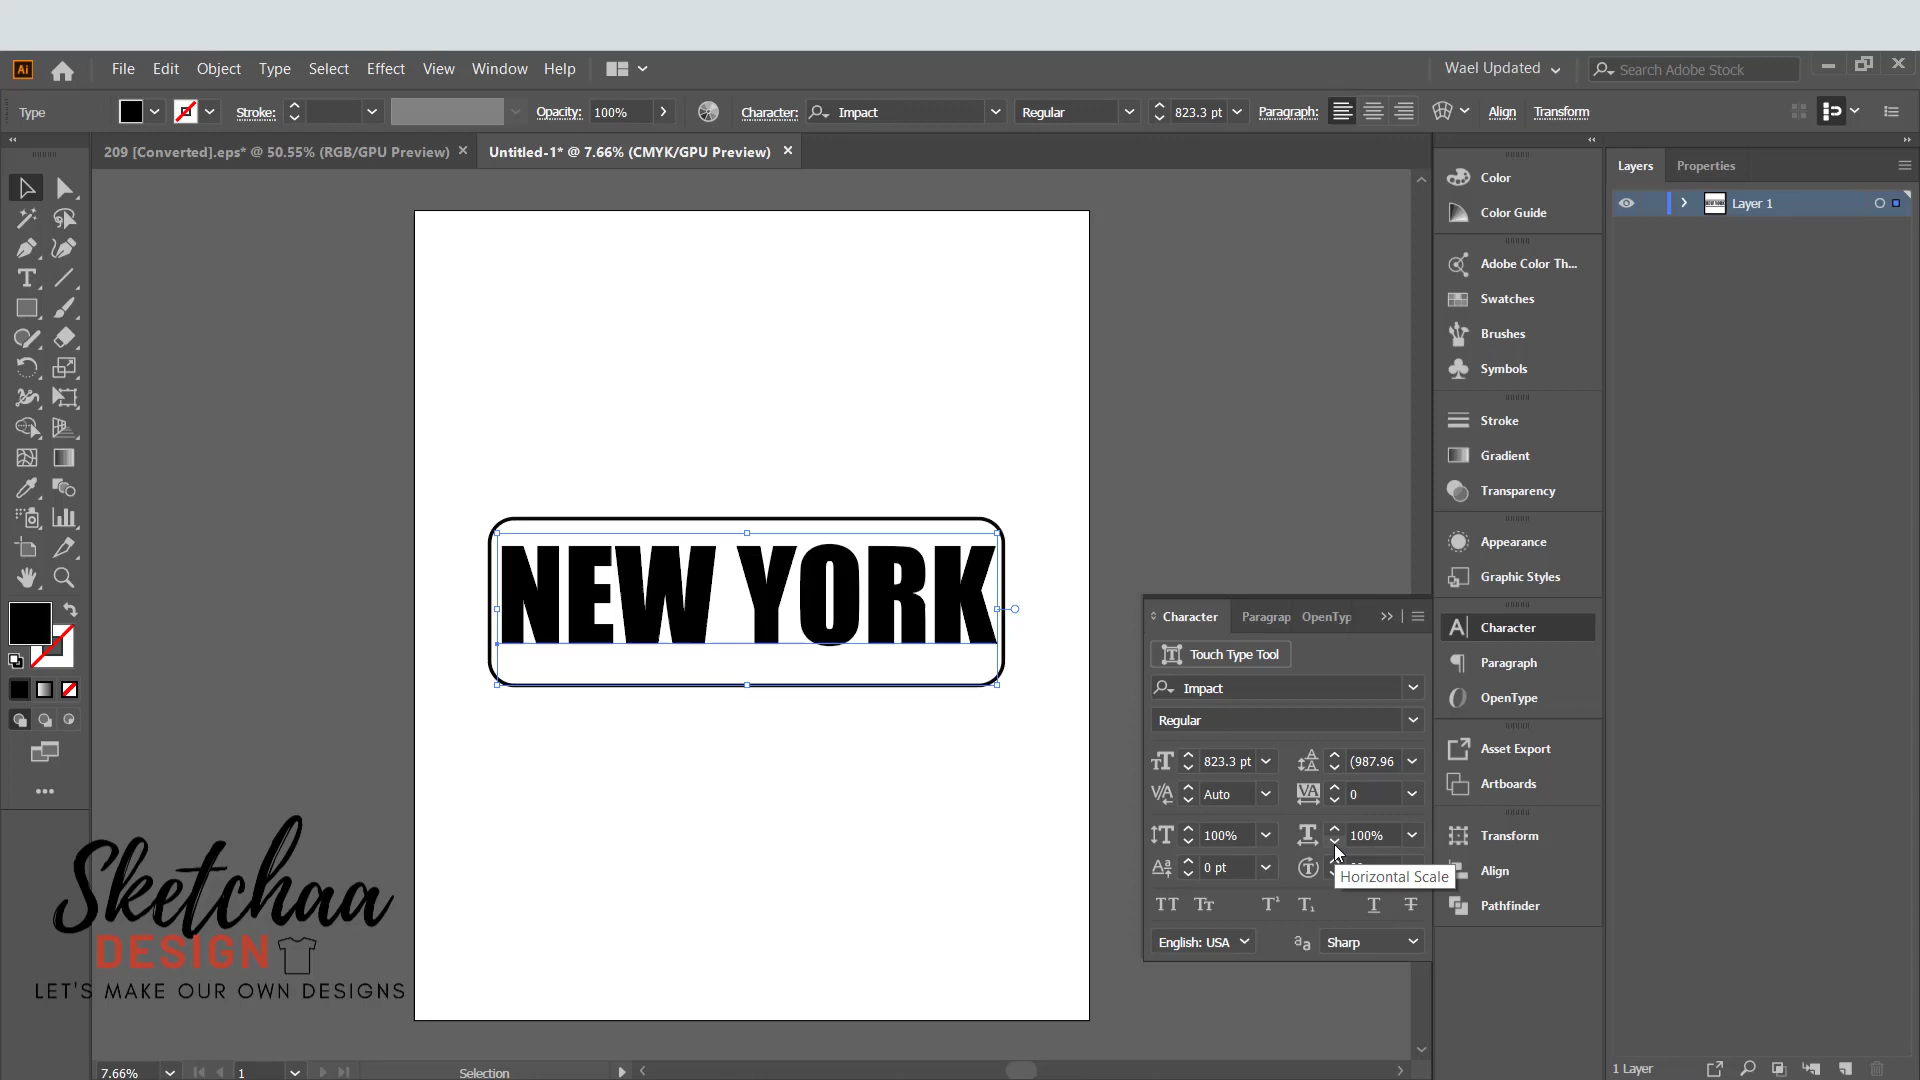 Ai File Edit Object Type Select Effect View Window Help Wael Updated Search Adobe Stock
Type Stroke: Opacity: 100% Character: Impact Regular 823.3 pt Paragraph: Align Transform
209 [Converted].eps* @ 50.55% (RGB/GPU Preview) Untitled-1* @ 7.66% (CMYK/GPU Preview)
Layers Properties
Layer 1
Color
Color Guide
Adobe Color Th...
Swatches
Brushes
Symbols
Stroke
Gradient
Transparency
Appearance
Graphic Styles
Character
Paragraph
OpenType
Asset Export
Artboards
Transform
Align
Pathfinder
NEW YORK
Character Paragrap OpenTyp
Touch Type Tool
Impact
Regular
823.3 pt (987.96
Auto 0
100% 100%
0 pt
Horizontal Scale
English: USA Sharp
Sketchaa
DESIGN
LET'S MAKE OUR OWN DESIGNS
7.66% 1 Selection
1 Layer